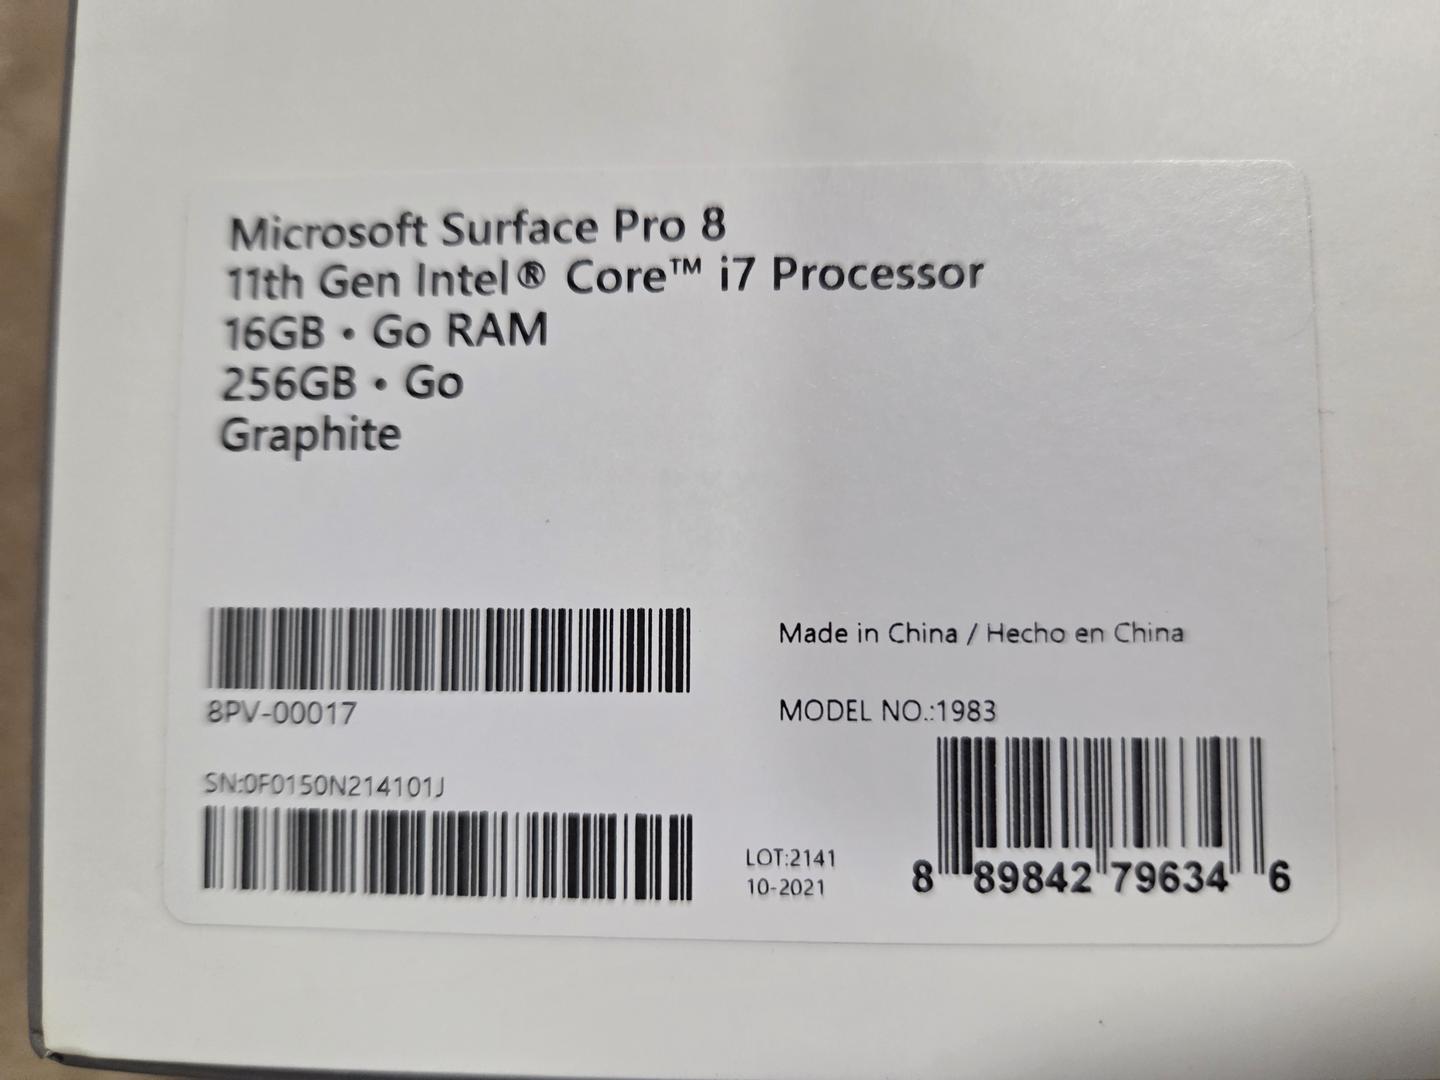 Microsoft Surface Pro 8
11th Gen Intel® Core™ i7 Processor
16GB • Go RAM
256GB • Go
Graphite
8PV-00017
SN:0F0150N214101J
Made in China / Hecho en China
MODEL NO.:1983
LOT:2141
10-2021
8 89842 79634 6